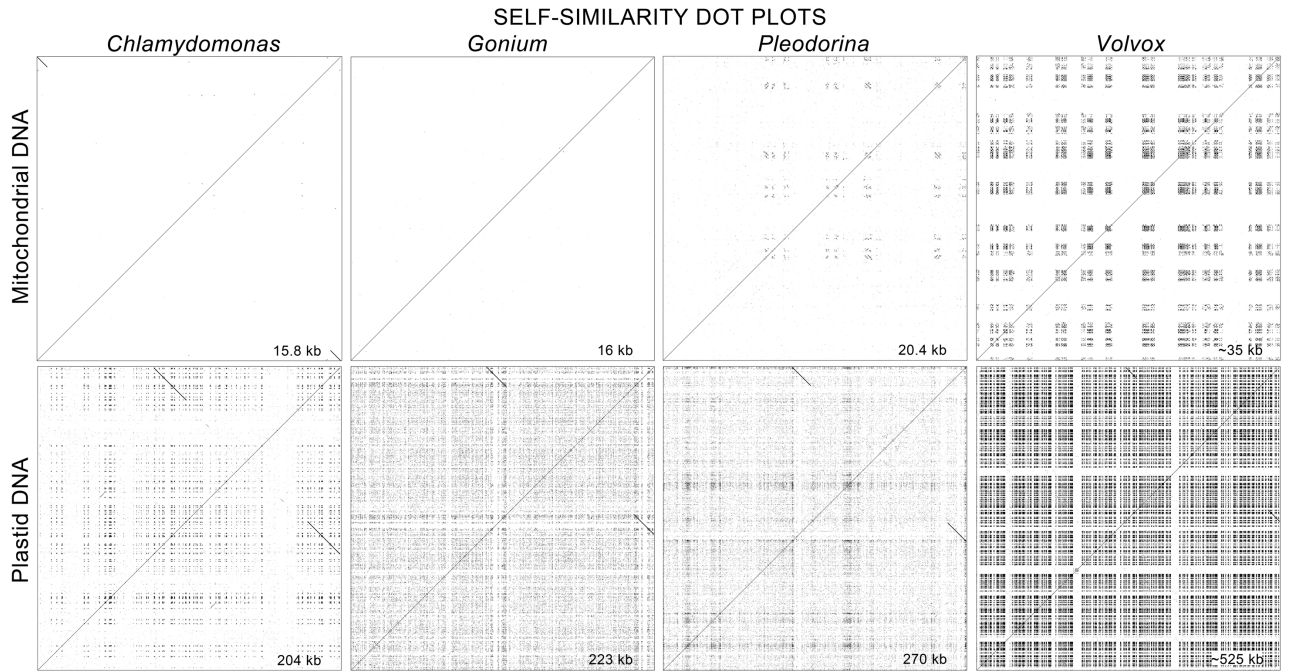 SELF-SIMILARITY DOT PLOTS
Chlamydomonas Gonium Pleodorina Volvox
Mitochondrial DNA
15.8 kb 16 kb 20.4 kb ~35 kb
Plastid DNA
204 kb 223 kb 270 kb ~525 kb